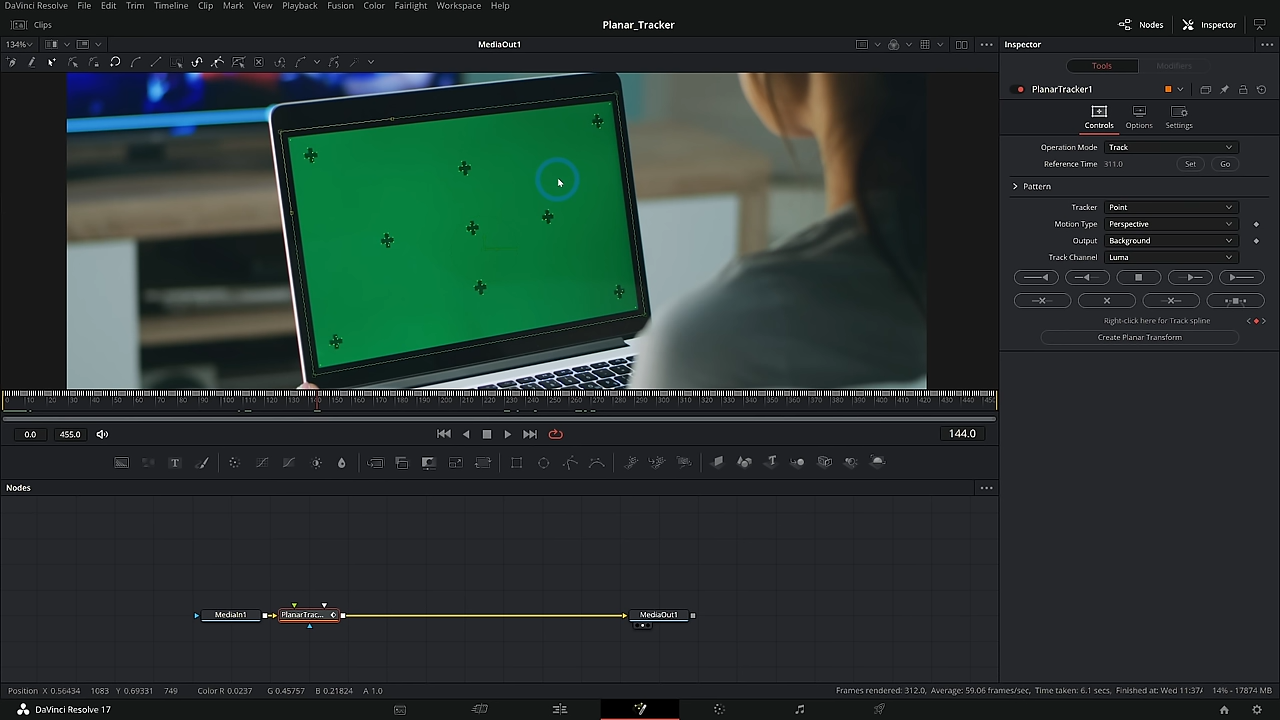 DaVinci Resolve File Edit Trim Timeline Clip Mark View Playback Fusion Color Fairlight Workspace Help
Clips Planar_Tracker Nodes Inspector
134% MediaOut1 Inspector
Tools Modifiers
PlanarTracker1
Controls Options Settings
Operation Mode Track
Reference Time 311.0 Set Go
Pattern
Tracker Point
Motion Type Perspective
Output Background
Track Channel Luma
Right-click here for Track spline
Create Planar Transform
0.0 455.0 144.0
Nodes
MediaIn1 PlanarTrac... MediaOut1
Position X 0.56434 1083 Y 0.69331 749 Color R 0.0237 G 0.45757 B 0.21824 A 1.0 Frames rendered: 312.0, Average: 59.06 frames/sec, Time taken: 6.1 secs, Finished at: Wed 11:37 14% - 17874 MB
DaVinci Resolve 17